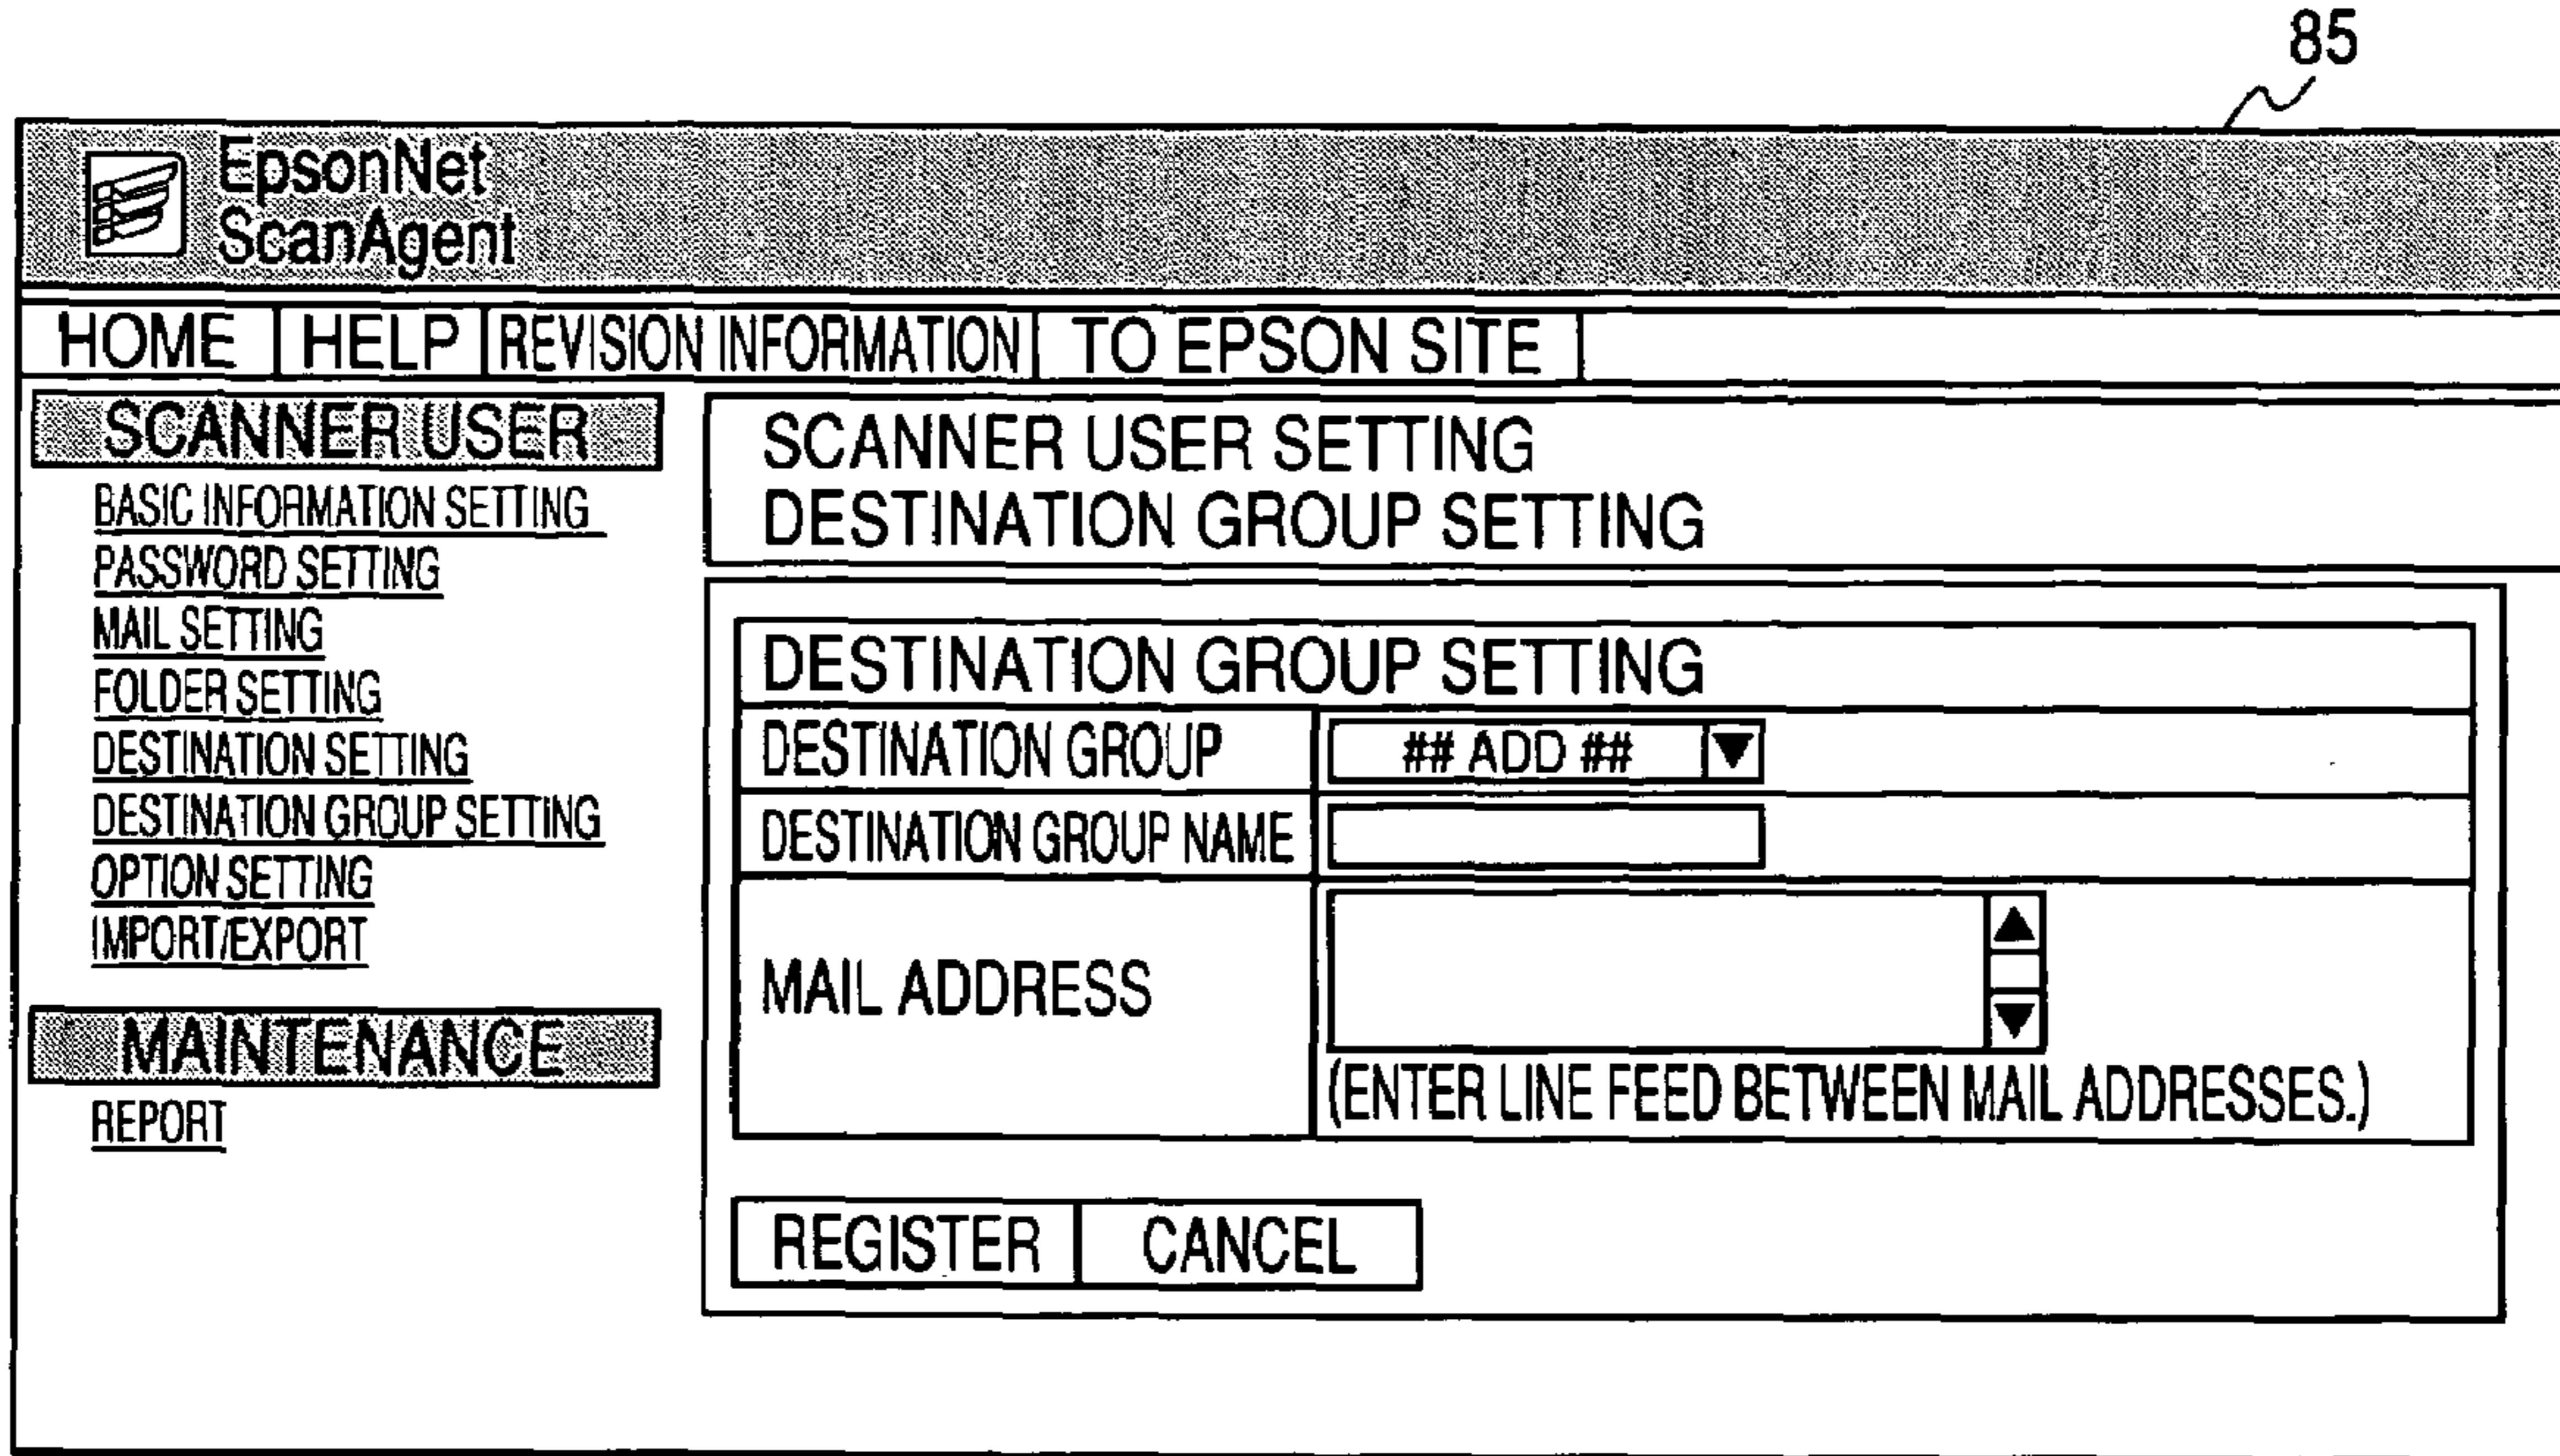 85
EpsonNet
ScanAgent
HOME HELP REVISION INFORMATION TO EPSON SITE
SCANNER USER
BASIC INFORMATION SETTING
PASSWORD SETTING
MAIL SETTING
FOLDER SETTING
DESTINATION SETTING
DESTINATION GROUP SETTING
OPTION SETTING
IMPORT/EXPORT
MAINTENANCE
REPORT
SCANNER USER SETTING
DESTINATION GROUP SETTING
DESTINATION GROUP SETTING
DESTINATION GROUP ## ADD ##
DESTINATION GROUP NAME
MAIL ADDRESS
(ENTER LINE FEED BETWEEN MAIL ADDRESSES.)
REGISTER CANCEL